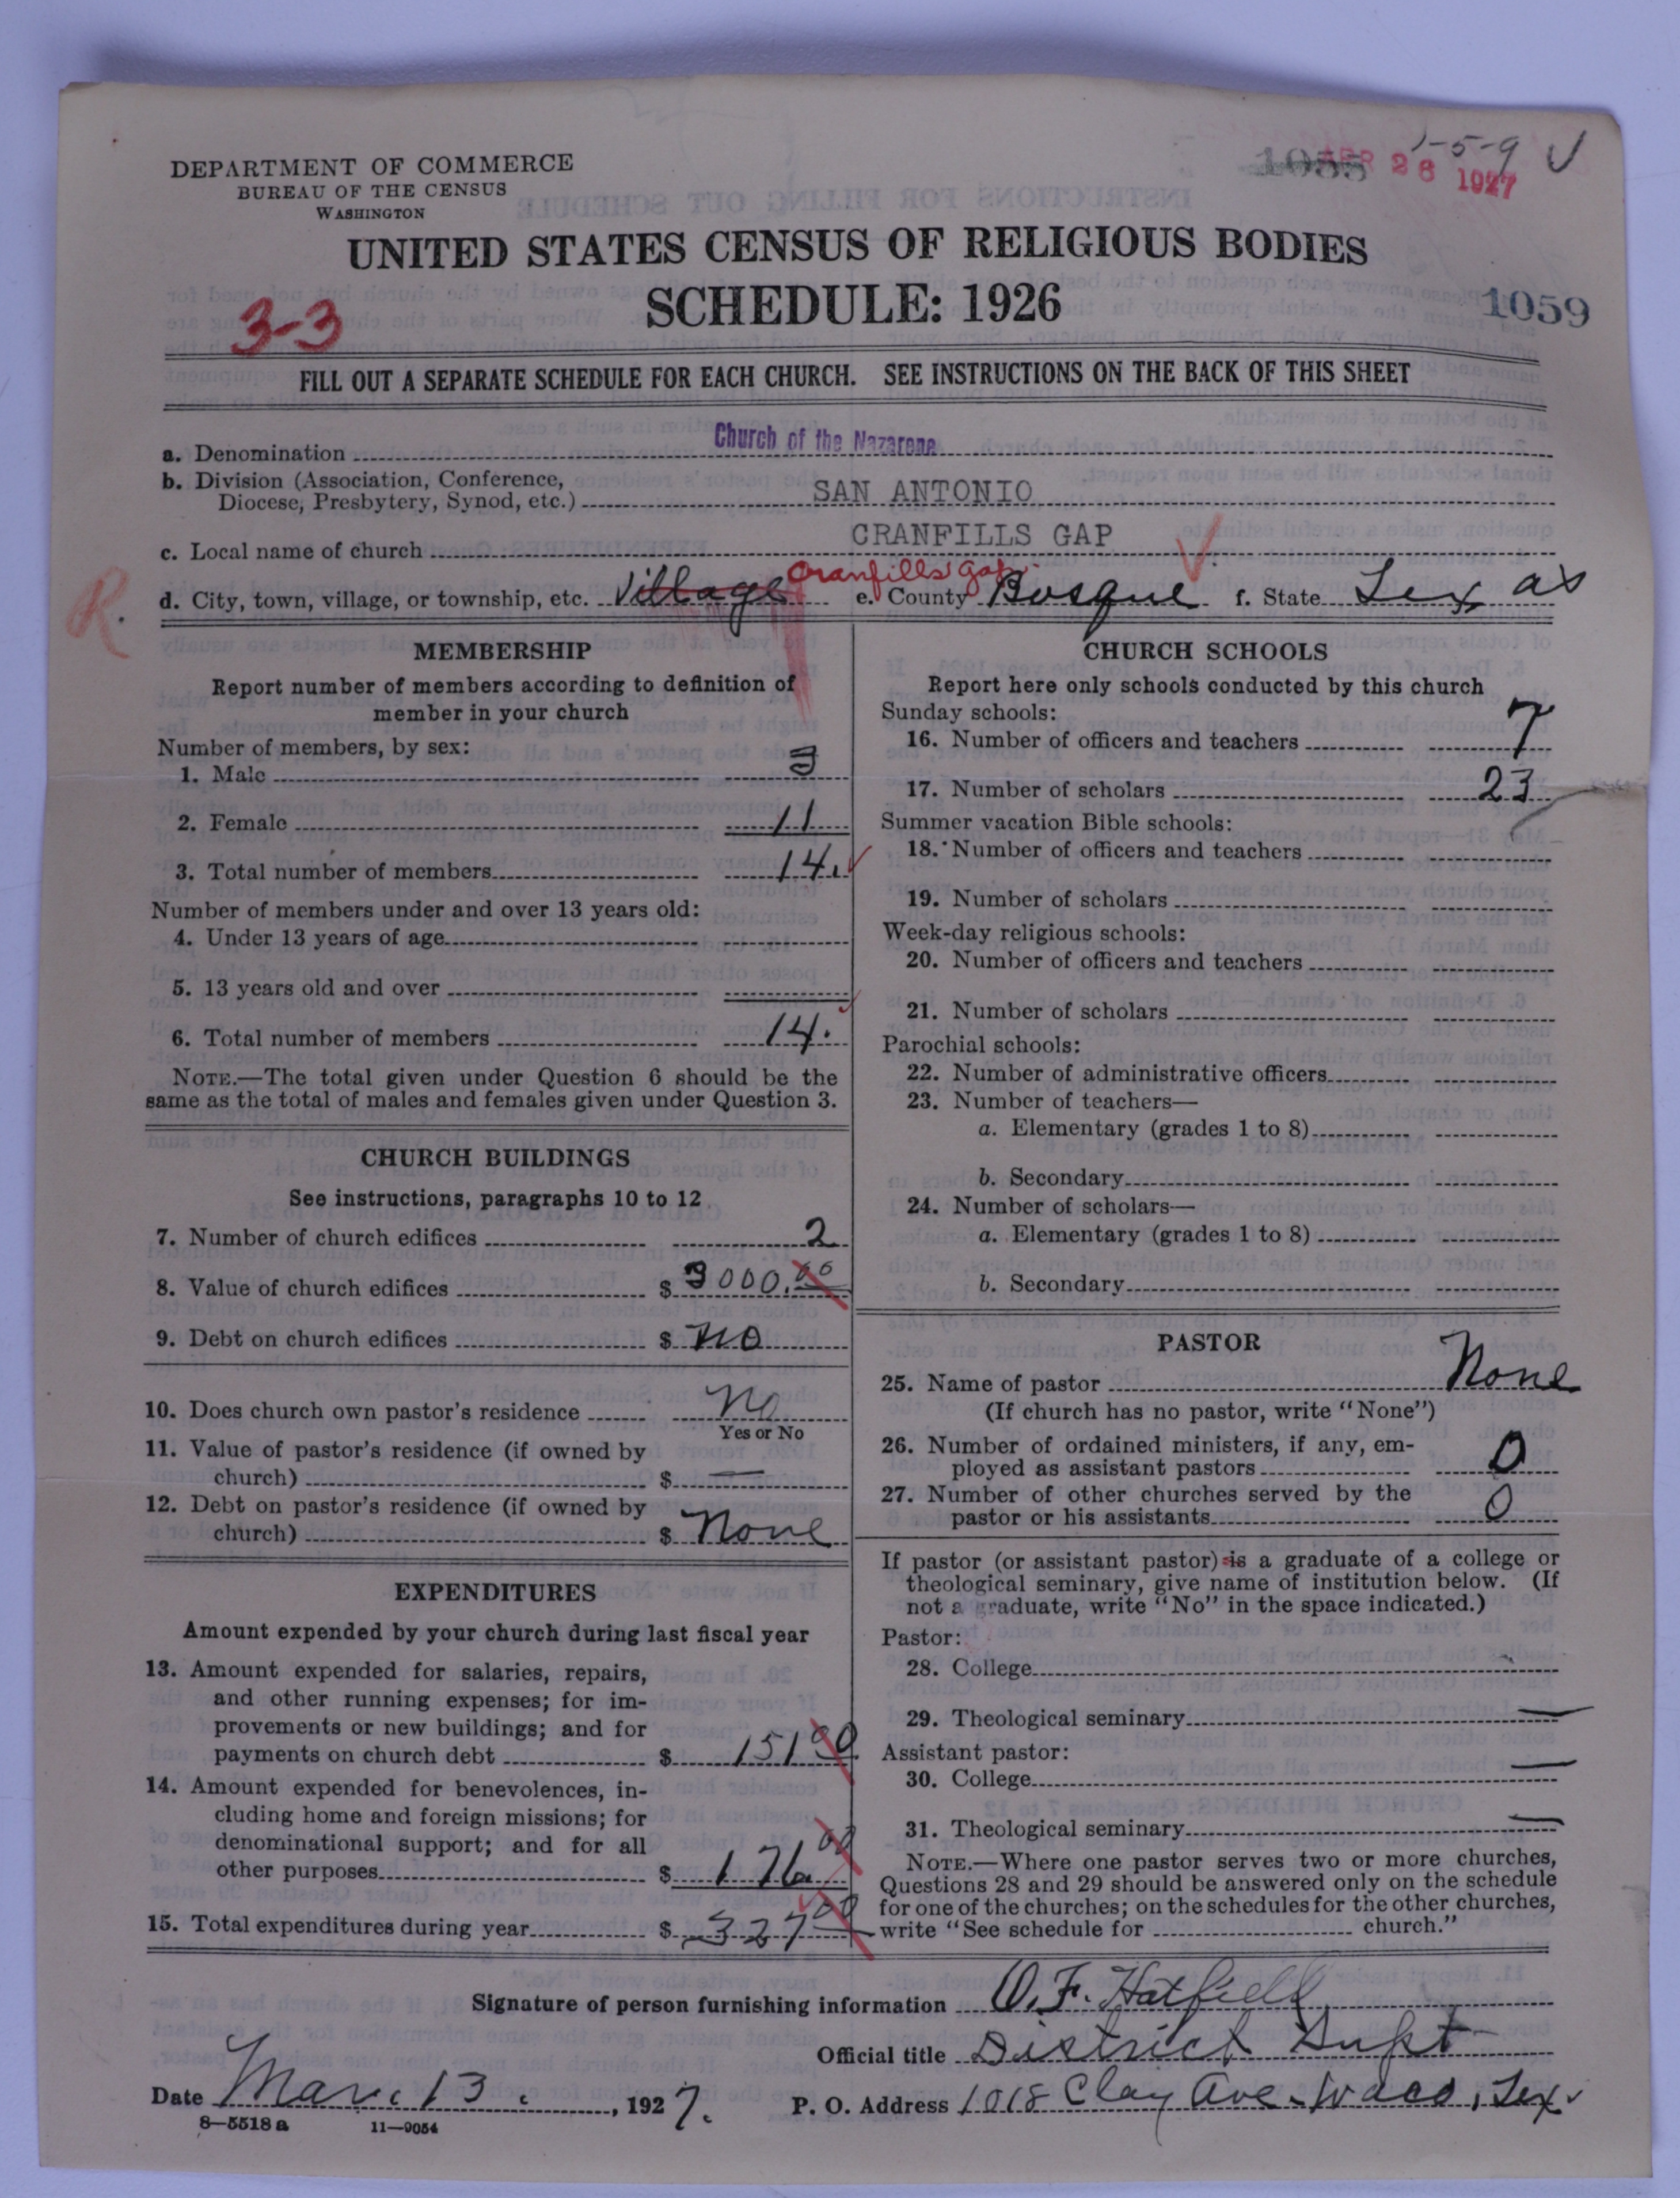 DEPARTMENT OF COMMERCE
BUREAU OF THE CENSUS
WASHINGTON
1-5-9
1055 APR 26 1927
UNITED STATES CENSUS OF RELIGIOUS BODIES
SCHEDULE: 1926
3-3
1059
FILL OUT A SEPARATE SCHEDULE FOR EACH CHURCH. SEE INSTRUCTIONS ON THE BACK OF THIS SHEET
a. Denomination Church of the Nazarene
b. Division (Association, Conference,
Diocese, Presbytery, Synod, etc.) SAN ANTONIO
c. Local name of church CRANFILLS GAP
R. d. City, town, village, or township, etc. Village Cranfills Gap e. County Bosque f. State Texas
MEMBERSHIP
Report number of members according to definition of
member in your church
Number of members, by sex:
1. Male 3
2. Female 11
3. Total number of members 14.
Number of members under and over 13 years old:
4. Under 13 years of age
5. 13 years old and over
6. Total number of members 14.
NOTE.—The total given under Question 6 should be the
same as the total of males and females given under Question 3.
CHURCH BUILDINGS
See instructions, paragraphs 10 to 12
7. Number of church edifices 2
8. Value of church edifices $ 3000.00
9. Debt on church edifices $ no
10. Does church own pastor's residence No
Yes or No
11. Value of pastor's residence (if owned by
church) $ —
12. Debt on pastor's residence (if owned by
church) $ None
EXPENDITURES
Amount expended by your church during last fiscal year
13. Amount expended for salaries, repairs,
and other running expenses; for im-
provements or new buildings; and for
payments on church debt $ 151 00
14. Amount expended for benevolences, in-
cluding home and foreign missions; for
denominational support; and for all
other purposes $ 176 00
15. Total expenditures during year $ 327 00
CHURCH SCHOOLS
Report here only schools conducted by this church
Sunday schools:
16. Number of officers and teachers 7
17. Number of scholars 23
Summer vacation Bible schools:
18. Number of officers and teachers
19. Number of scholars
Week-day religious schools:
20. Number of officers and teachers
21. Number of scholars
Parochial schools:
22. Number of administrative officers
23. Number of teachers—
a. Elementary (grades 1 to 8)
b. Secondary
24. Number of scholars—
a. Elementary (grades 1 to 8)
b. Secondary
PASTOR
25. Name of pastor None
(If church has no pastor, write "None")
26. Number of ordained ministers, if any, em-
ployed as assistant pastors 0
27. Number of other churches served by the
pastor or his assistants 0
If pastor (or assistant pastor) is a graduate of a college or
theological seminary, give name of institution below. (If
not a graduate, write "No" in the space indicated.)
Pastor:
28. College
29. Theological seminary —
Assistant pastor:
30. College —
31. Theological seminary —
NOTE.—Where one pastor serves two or more churches,
Questions 28 and 29 should be answered only on the schedule
for one of the churches; on the schedules for the other churches,
write "See schedule for church."
Signature of person furnishing information O. F. Hatfield
Official title District Supt
Date Mar. 13, 1927. P. O. Address 1018 Clay Ave. Waco, Tex.
8—5518 a 11—9054